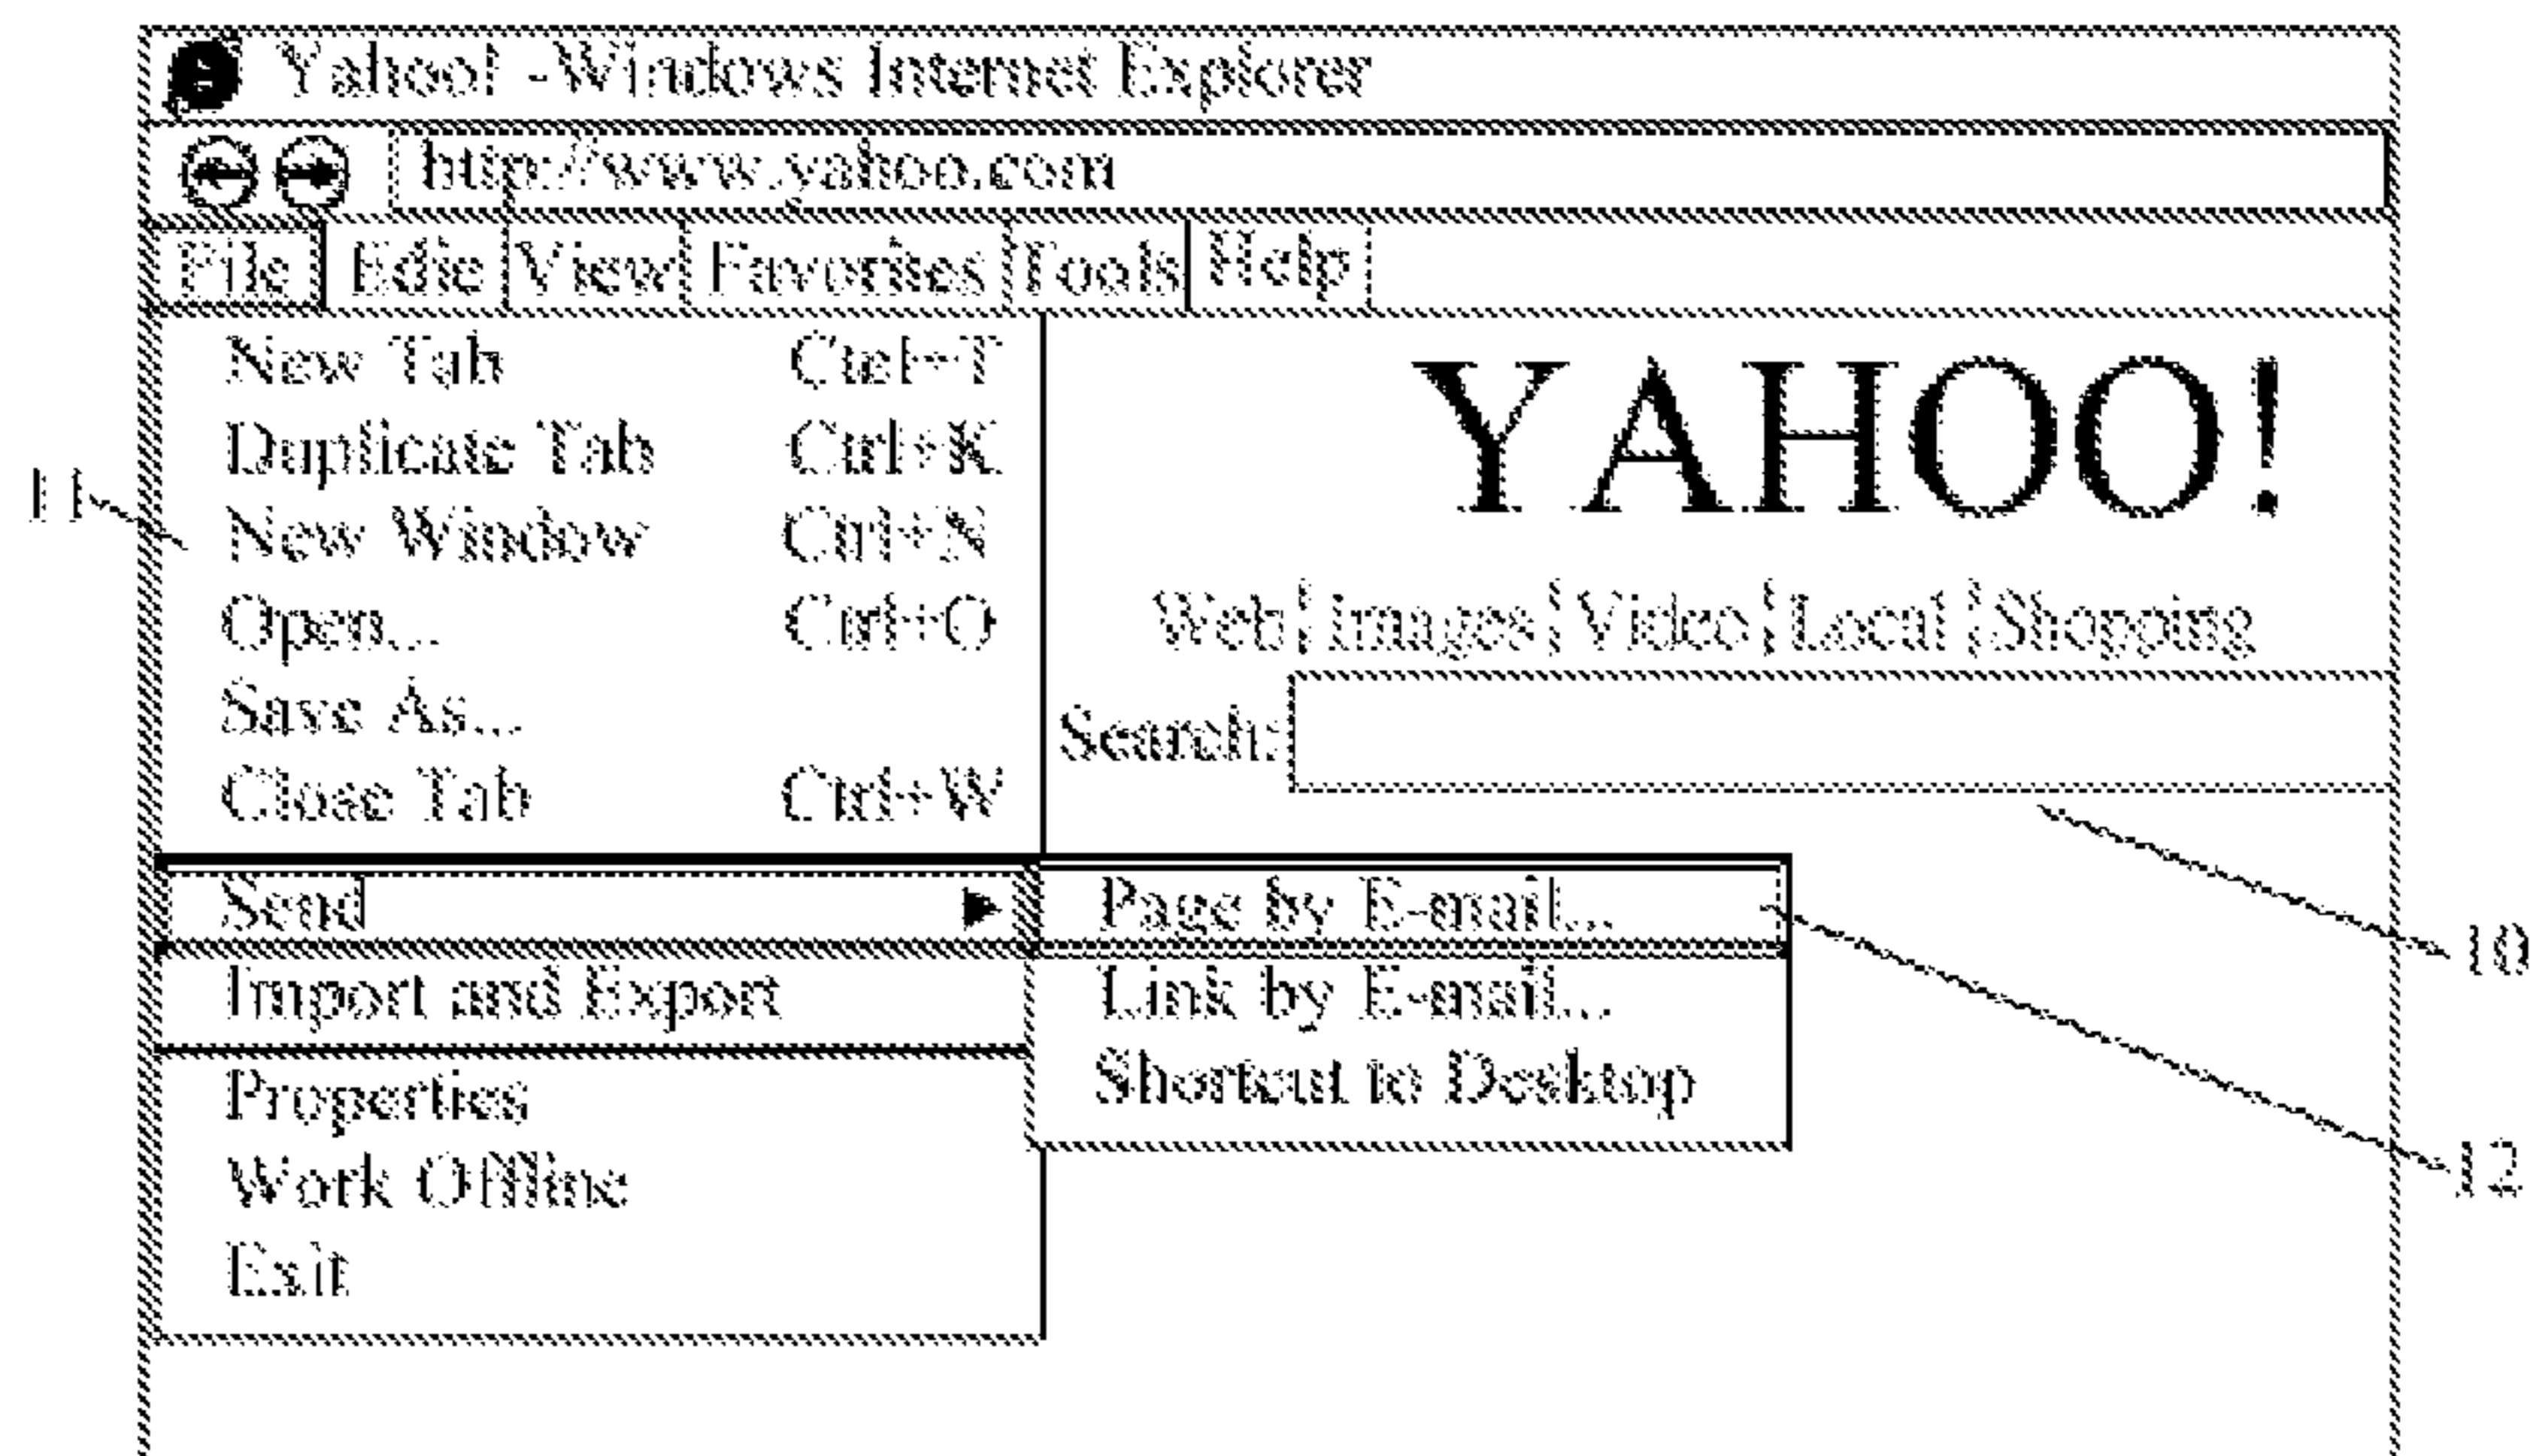 Yahoo! -Windows Internet Explorer
http://www.yahoo.com
File Edie View Favorites Tools Help
New Tab Ctrl+T
Duplicate Tab Ctrl+K
New Window Ctrl+N
Open... Ctrl+O
Save As...
Close Tab Ctrl+W
Send ▶
Import and Export
Properties
Work Offline
Exit
YAHOO!
Web | Images | Video | Local | Shopping
Search:
Page by E-mail...
Link by E-mail...
Shortcut to Desktop
11
10
12